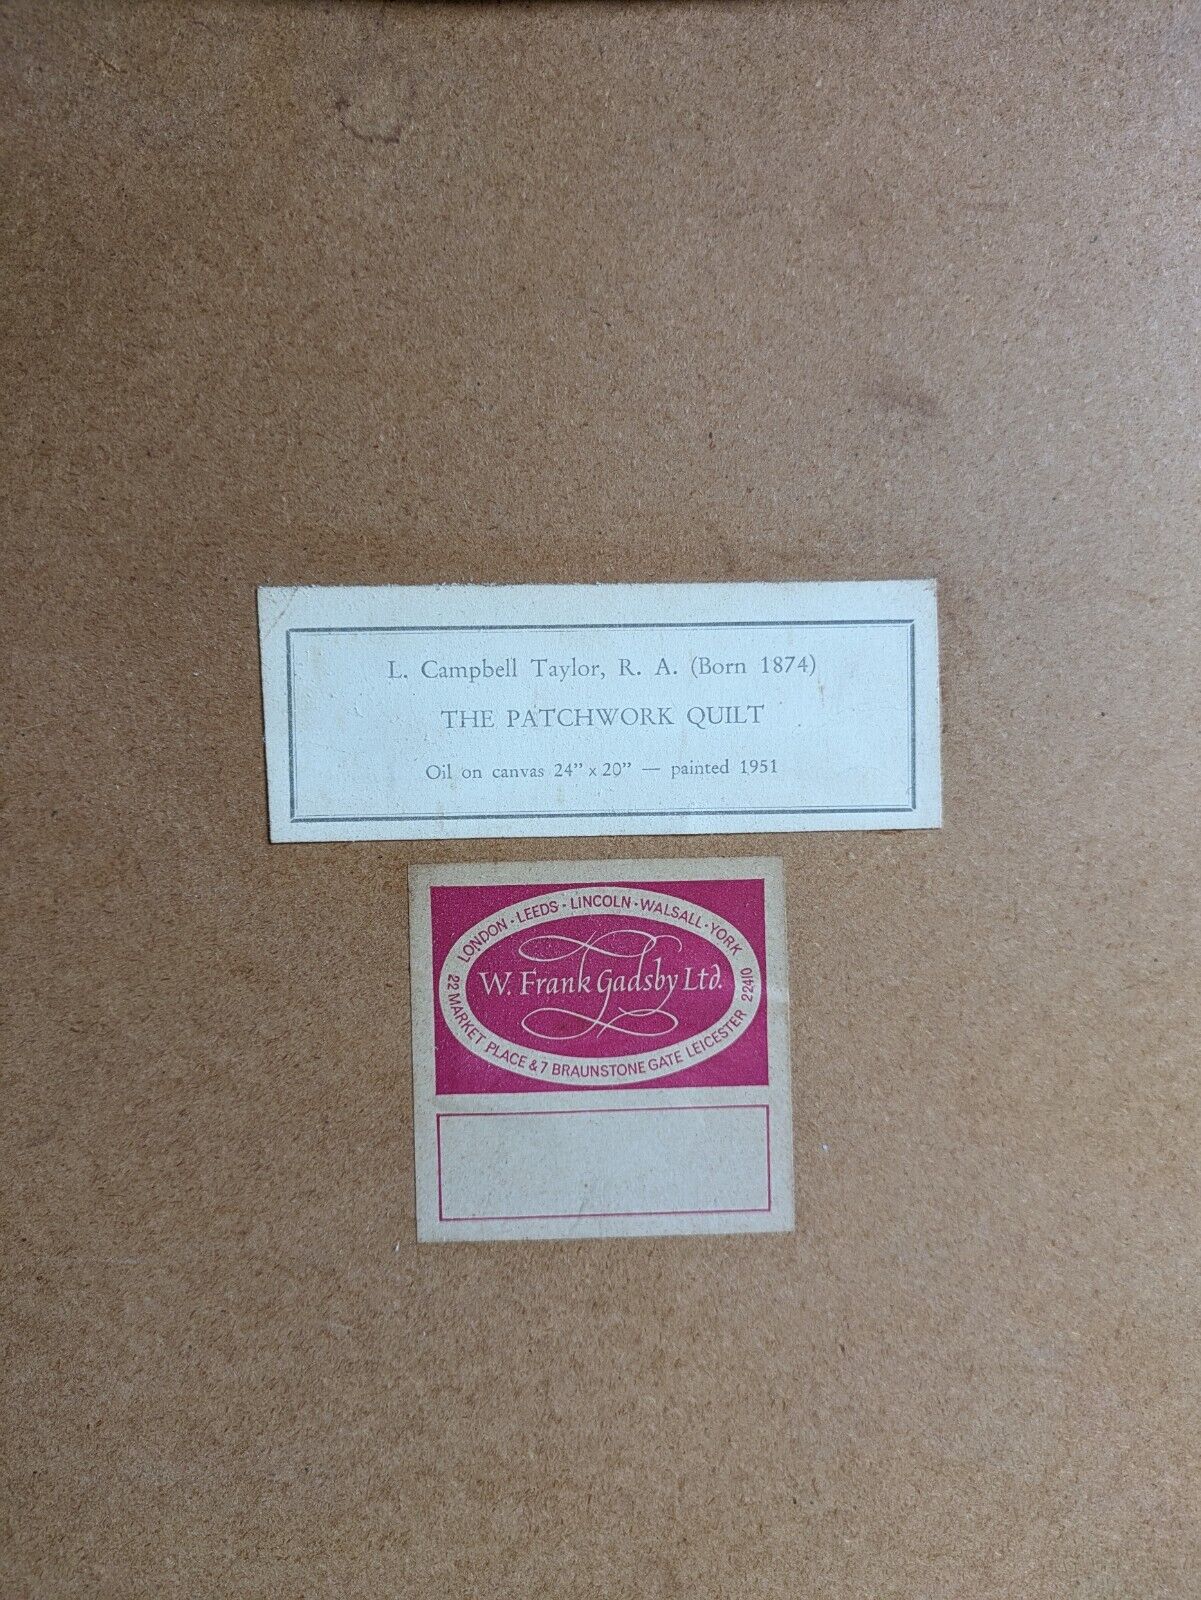 L. Campbell Taylor, R. A. (Born 1874)
THE PATCHWORK QUILT
Oil on canvas 24” x 20” — painted 1951
LONDON · LEEDS · LINCOLN · WALSALL · YORK
W. Frank Gadsby Ltd.
22 MARKET PLACE & 7 BRAUNSTONE GATE LEICESTER 22410